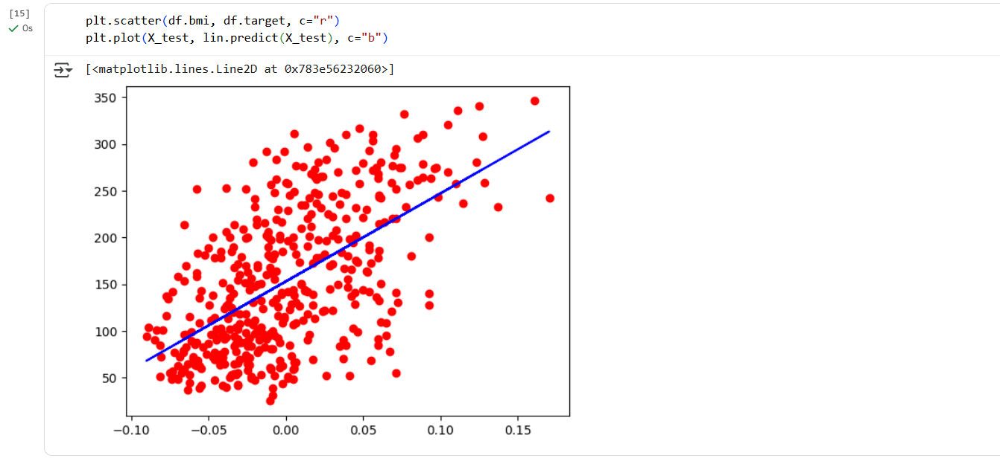 [15]
0s
plt.scatter(df.bmi, df.target, c="r")
plt.plot(X_test, lin.predict(X_test), c="b")
[<matplotlib.lines.Line2D at 0x783e56232060>]
350
300
250
200
150
100
50
−0.10 −0.05 0.00 0.05 0.10 0.15